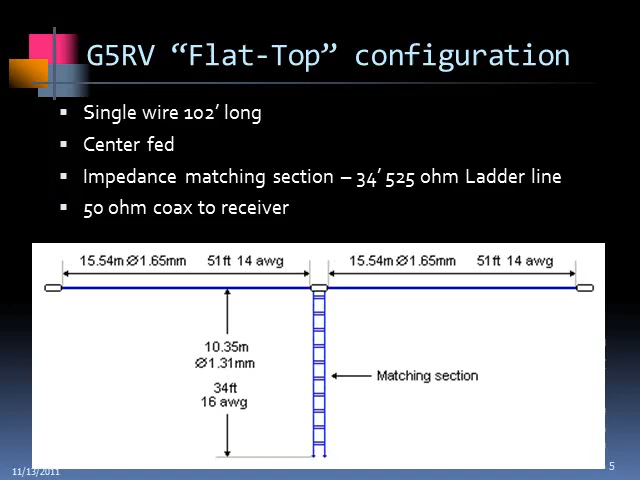 G5RV “Flat-Top” configuration
▪ Single wire 102’ long
▪ Center fed
▪ Impedance matching section – 34’ 525 ohm Ladder line
▪ 50 ohm coax to receiver
15.54m Ø1.65mm 51ft 14 awg 15.54m Ø1.65mm 51ft 14 awg
10.35m
Ø1.31mm
34ft
16 awg
Matching section
11/13/2011 5